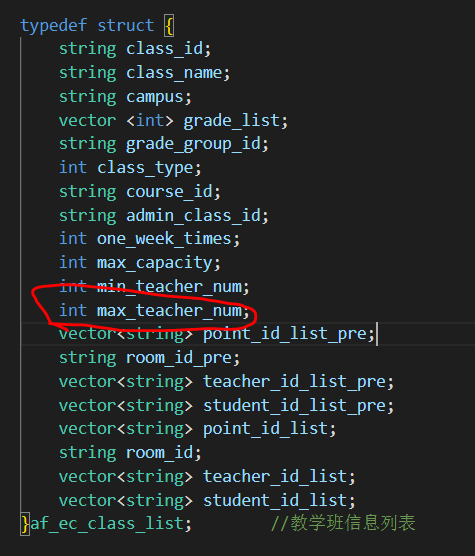 typedef struct {
string class_id;
string class_name;
string campus;
vector <int> grade_list;
string grade_group_id;
int class_type;
string course_id;
string admin_class_id;
int one_week_times;
int max_capacity;
int min_teacher_num;
int max_teacher_num;
vector<string> point_id_list_pre;
string room_id_pre;
vector<string> teacher_id_list_pre;
vector<string> student_id_list_pre;
vector<string> point_id_list;
string room_id;
vector<string> teacher_id_list;
vector<string> student_id_list;
}af_ec_class_list; //教学班信息列表